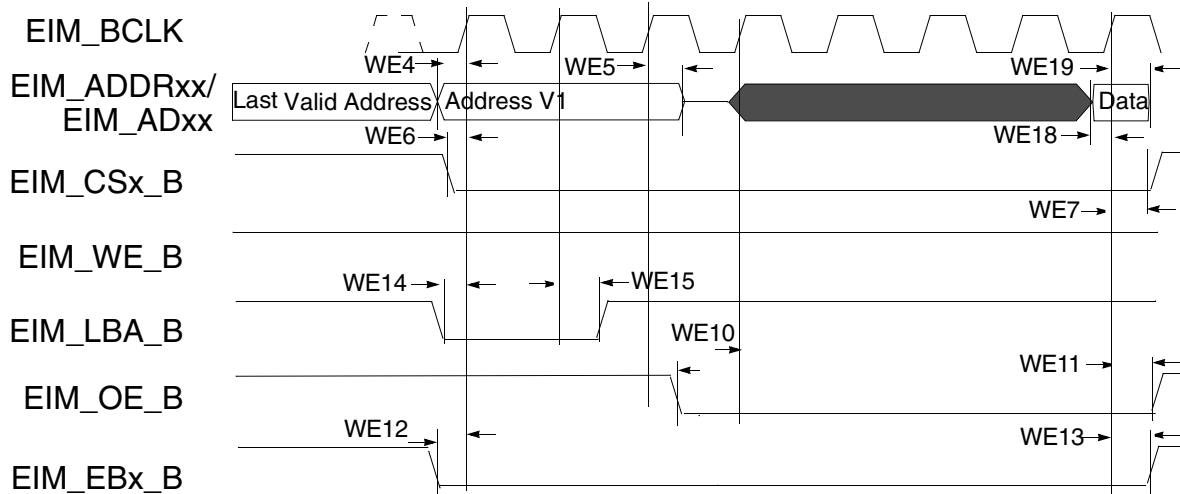 EIM_BCLK
WE4
WE5
WE19
EIM_ADDRxx/
EIM_ADxx
Last Valid Address
Address V1
Data
WE6
WE18
EIM_CSx_B
WE7
EIM_WE_B
WE14
WE15
EIM_LBA_B
WE10
WE11
EIM_OE_B
WE12
WE13
EIM_EBx_B